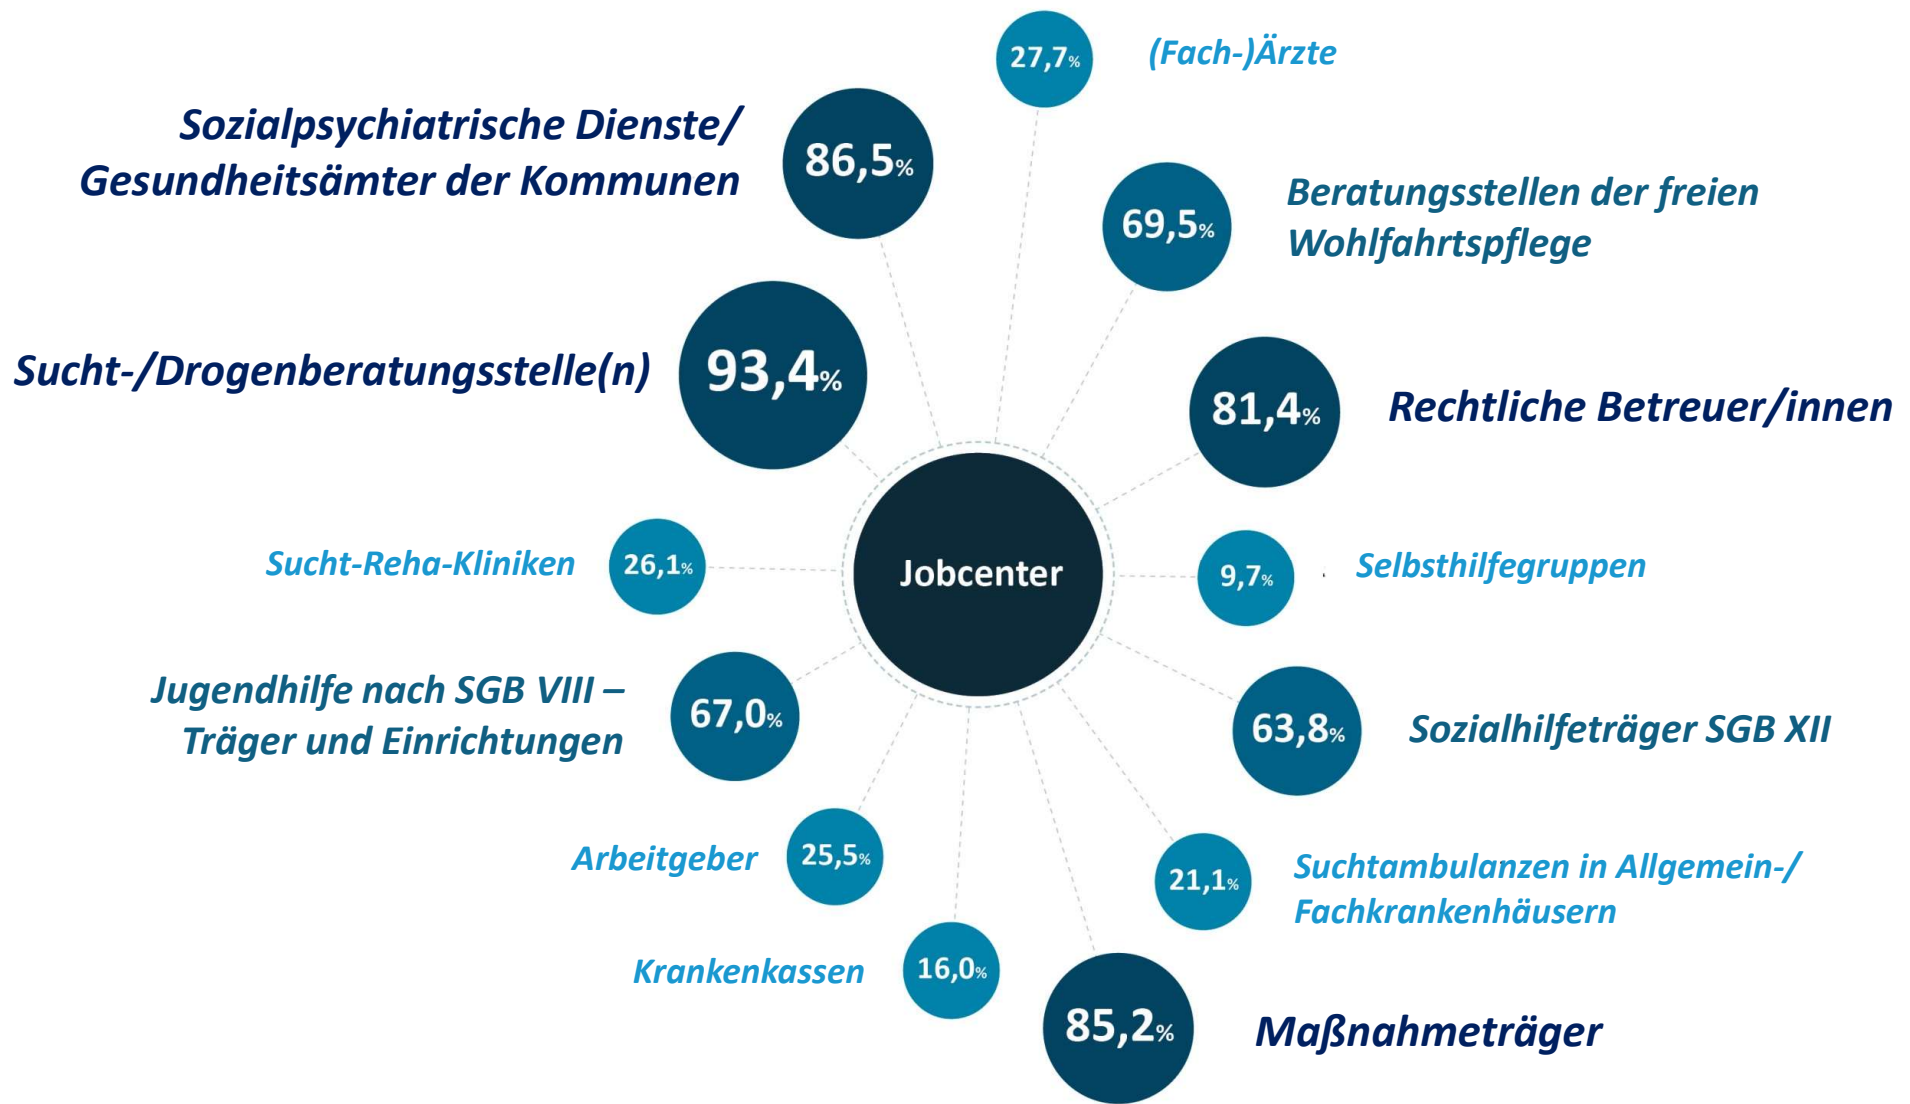 27,7%
(Fach-)Ärzte
Sozialpsychiatrische Dienste/
Gesundheitsämter der Kommunen
86,5%
69,5%
Beratungsstellen der freien
Wohlfahrtspflege
Sucht-/Drogenberatungsstelle(n)
93,4%
81,4%
Rechtliche Betreuer/innen
Sucht-Reha-Kliniken
26,1%
Jobcenter
9,7%
Selbsthilfegruppen
Jugendhilfe nach SGB VIII –
Träger und Einrichtungen
67,0%
63,8%
Sozialhilfeträger SGB XII
Arbeitgeber
25,5%
21,1%
Suchtambulanzen in Allgemein-/
Fachkrankenhäusern
Krankenkassen
16,0%
85,2%
Maßnahmeträger